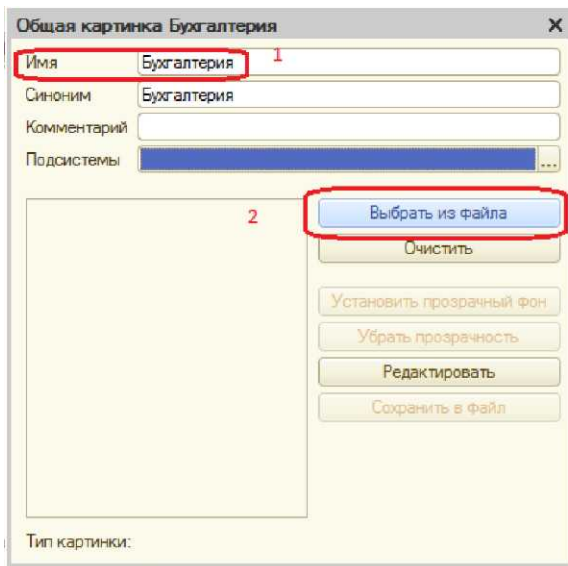 Общая картинка Бухгалтерия X
Имя Бухгалтерия 1
Синоним Бухгалтерия
Комментарий
Подсистемы ...
2 Выбрать из файла
Очистить
Установить прозрачный фон
Убрать прозрачность
Редактировать
Сохранить в файл
Тип картинки: